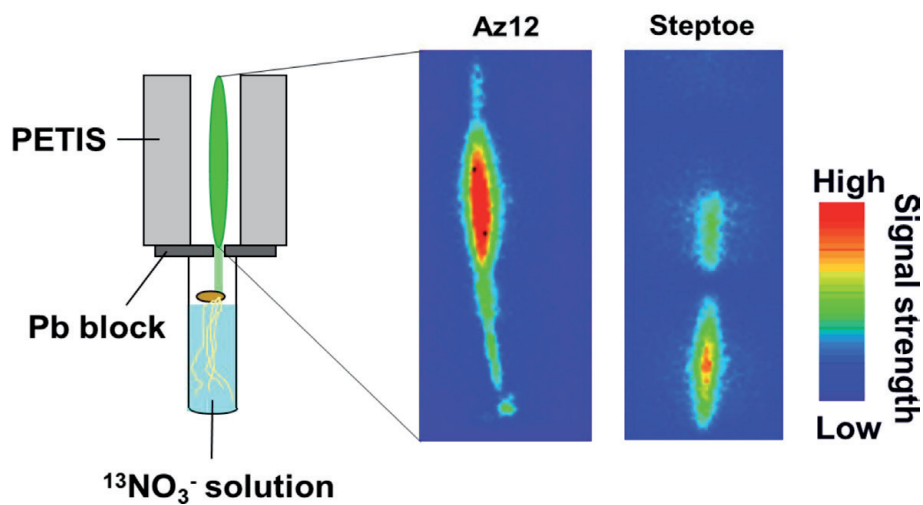 Az12
Steptoe
PETIS
Pb block
¹³NO₃⁻ solution
High
Signal strength
Low